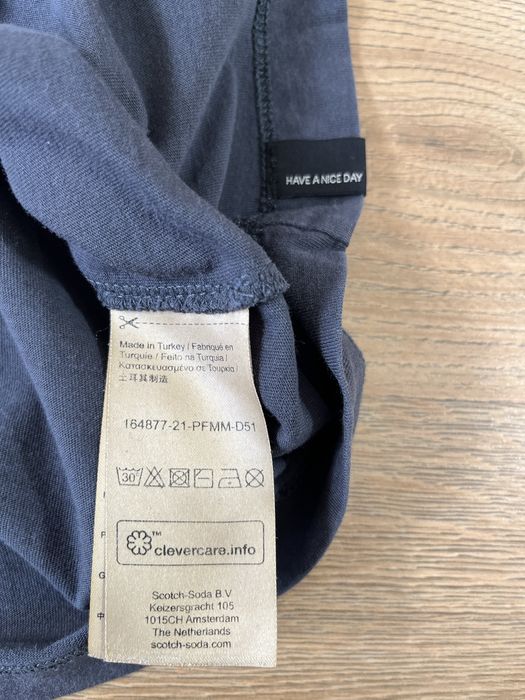 HAVE A NICE DAY
Made in Turkey / Fabriqué en
Turquie / Feito na Turquia /
Κατασκευασμένο σε Τουρκία /
土耳其制造
164877-21-PFMM-D51
30°
™
clevercare.info
Scotch-Soda B.V
Keizersgracht 105
1015CH Amsterdam
The Netherlands
scotch-soda.com
F
G
中